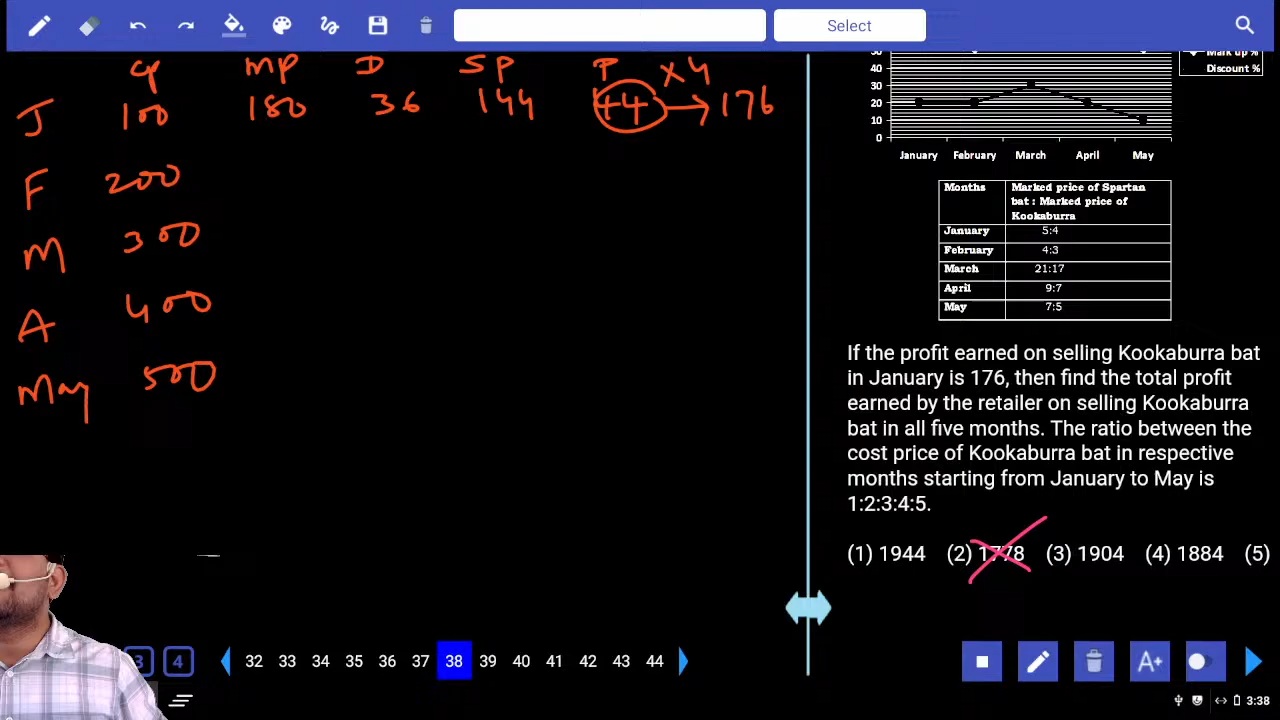 Select
CP MP D SP P ×4
J 100 180 36 144 44 → 176
F 200
M 300
A 400
May 500
50
40
30
20
10
0
Mark up %
Discount %
January February March April May
Months Marked price of Spartan bat : Marked price of Kookaburra
January 5:4
February 4:3
March 21:17
April 9:7
May 7:5
If the profit earned on selling Kookaburra bat
in January is 176, then find the total profit
earned by the retailer on selling Kookaburra
bat in all five months. The ratio between the
cost price of Kookaburra bat in respective
months starting from January to May is
1:2:3:4:5.
(1) 1944 (2) 1778 (3) 1904 (4) 1884 (5)
3 4 32 33 34 35 36 37 38 39 40 41 42 43 44
A+
3:38